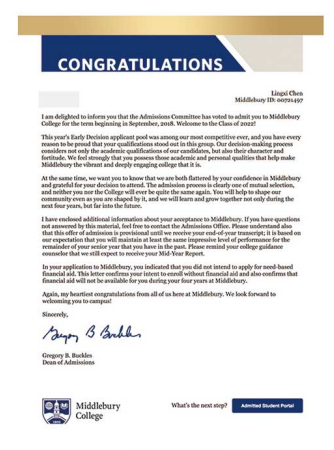 CONGRATULATIONS
Lingxi Chen
Middlebury ID: 00721497
I am delighted to inform you that the Admissions Committee has voted to admit you to Middlebury
College for the term beginning in September, 2018. Welcome to the Class of 2022!
This year's Early Decision applicant pool was among our most competitive ever, and you have every
reason to be proud that your qualifications stood out in this group. Our decision-making process
considers not only the academic qualifications of our candidates, but also their character and
fortitude. We feel strongly that you possess those academic and personal qualities that help make
Middlebury the vibrant and deeply engaging college that it is.
At the same time, we want you to know that we are both flattered by your confidence in Middlebury
and grateful for your decision to attend. The admission process is clearly one of mutual selection,
and neither you nor the College will ever be quite the same again. You will help to shape our
community even as you are shaped by it, and we will learn and grow together not only during the
next four years, but far into the future.
I have enclosed additional information about your acceptance to Middlebury. If you have questions
not answered by this material, feel free to contact the Admissions Office. Please understand also
that this offer of admission is provisional until we receive your end-of-year transcript; it is based on
our expectation that you will maintain at least the same impressive level of performance for the
remainder of your senior year that you have in the past. Please remind your college guidance
counselor that we still expect to receive your Mid-Year Report.
In your application to Middlebury, you indicated that you did not intend to apply for need-based
financial aid. This letter confirms your intent to enroll without financial aid and also confirms that
financial aid will not be available for you during your four years at Middlebury.
Again, my heartiest congratulations from all of us here at Middlebury. We look forward to
welcoming you to campus!
Sincerely,
Gregory B Buckles
Gregory B. Buckles
Dean of Admissions
Middlebury
College
What's the next step?
Admitted Student Portal